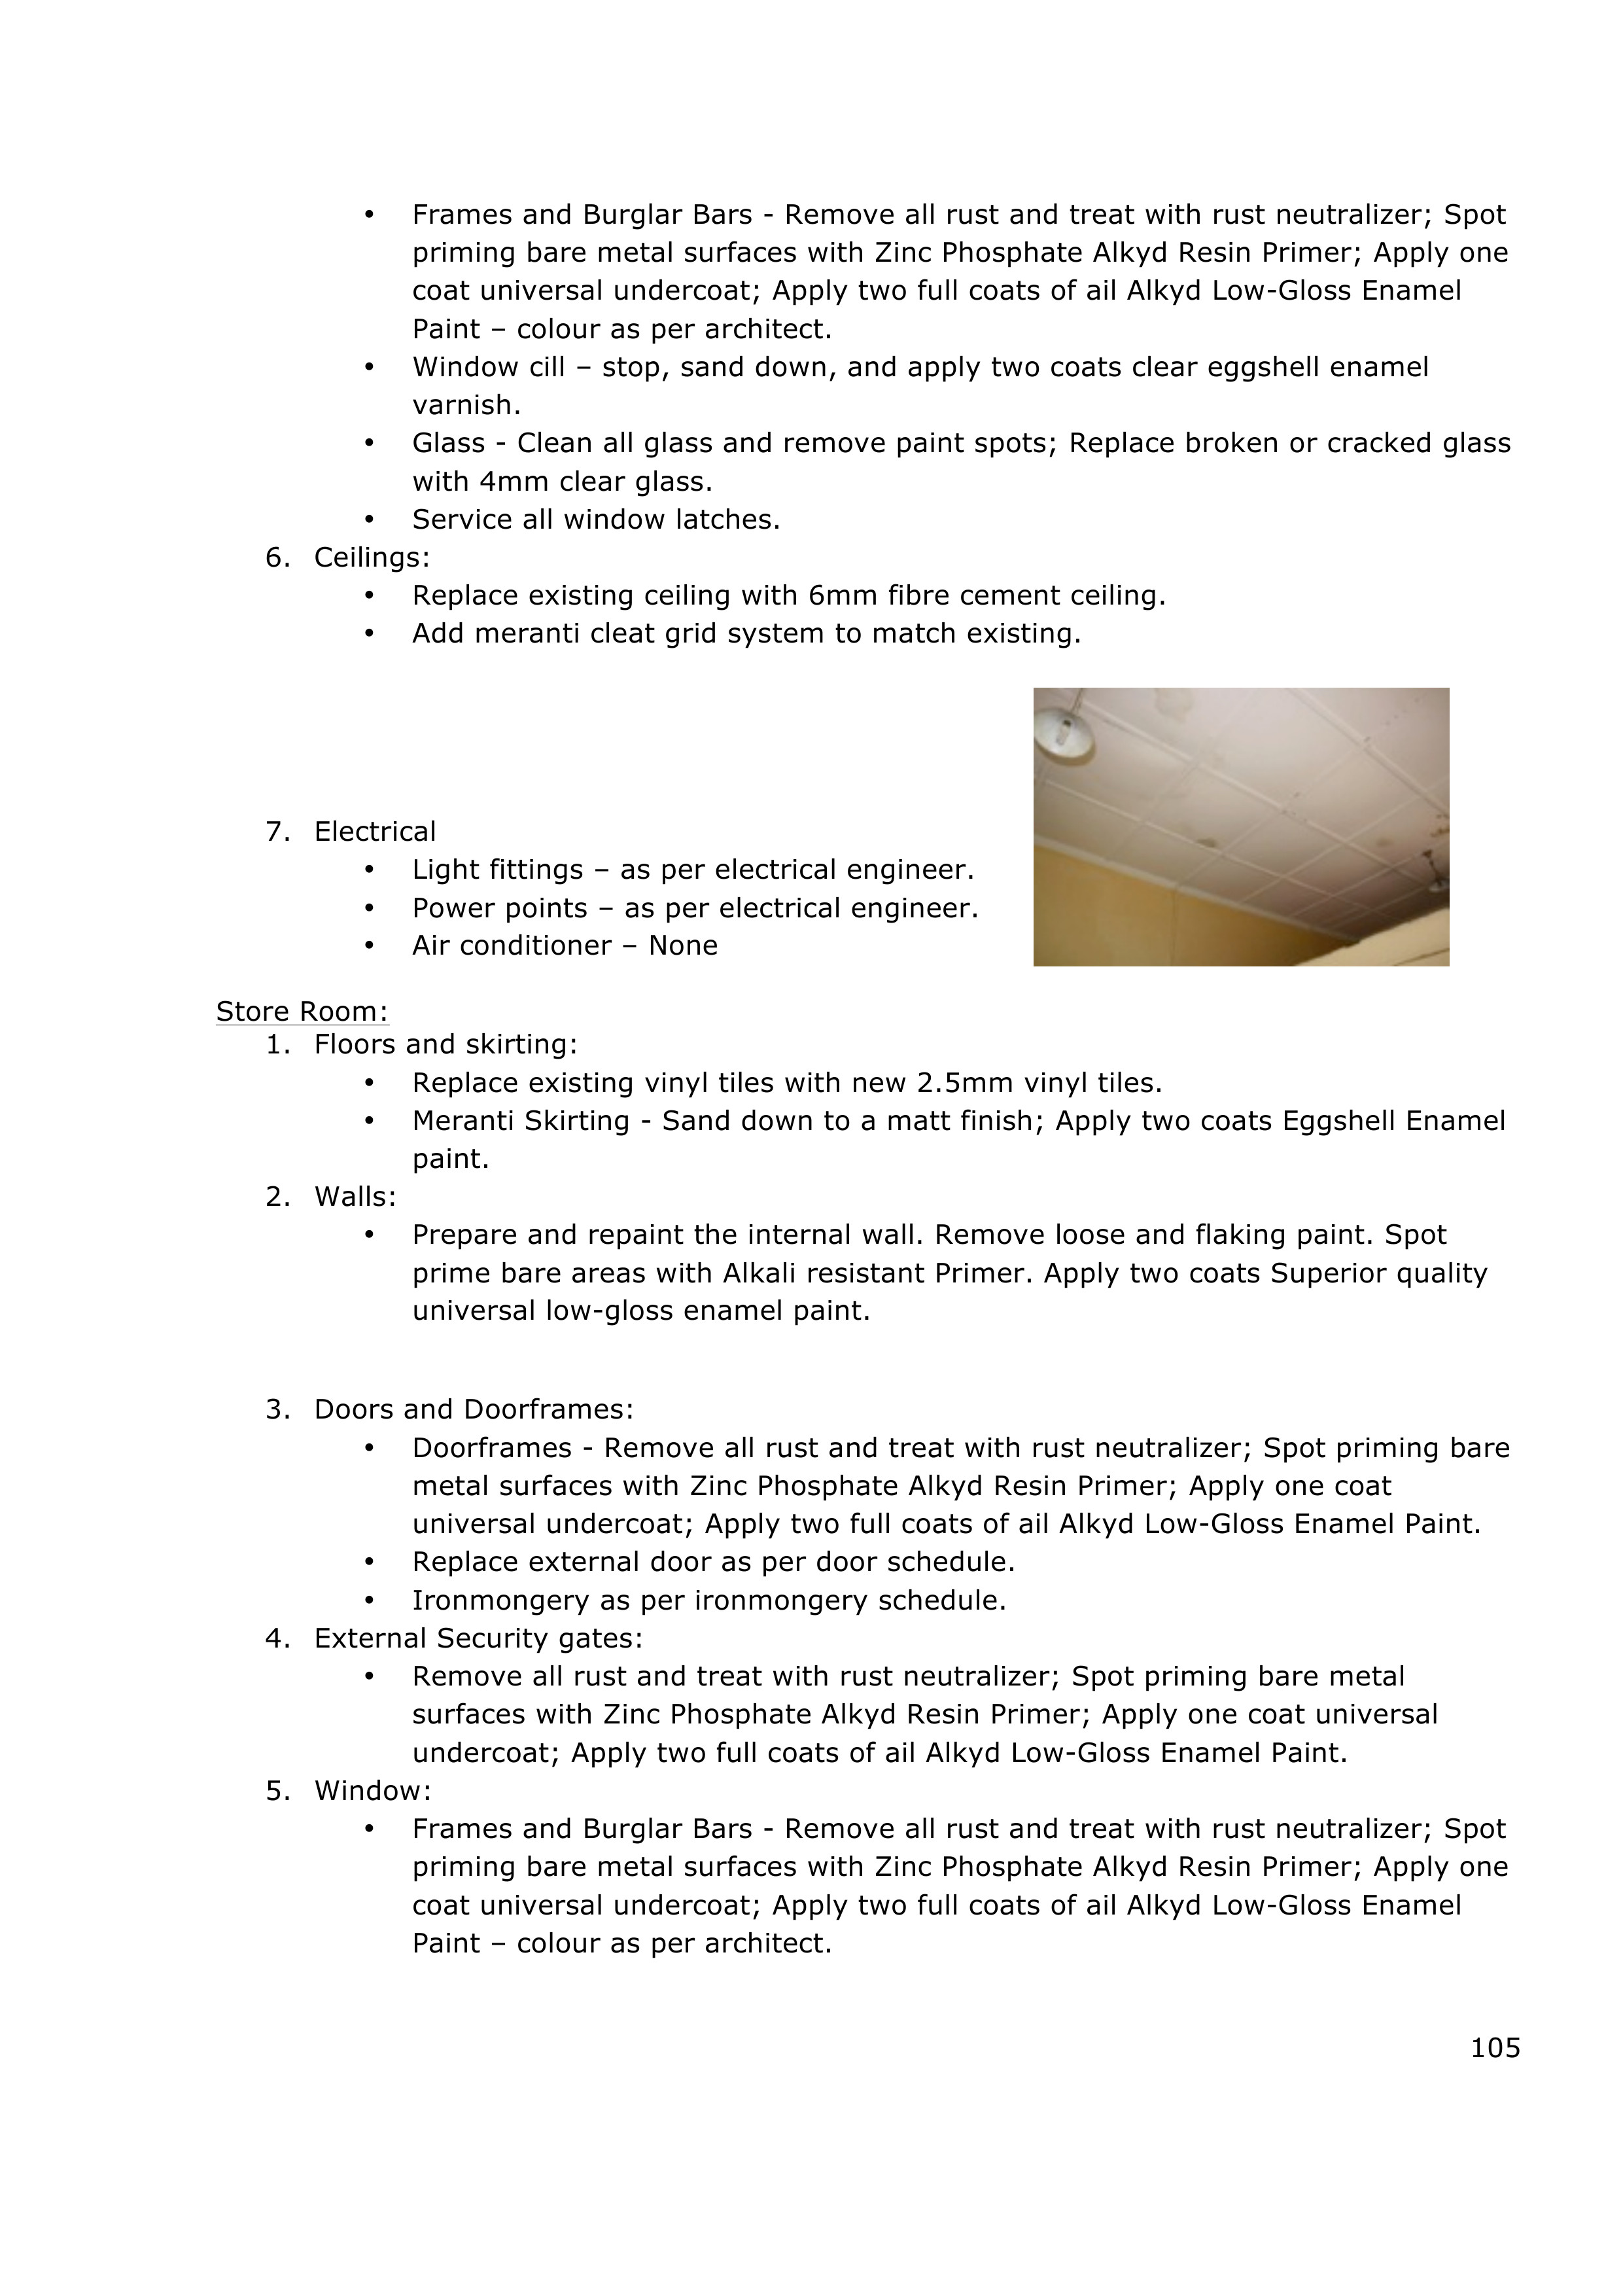 • Frames and Burglar Bars - Remove all rust and treat with rust neutralizer; Spot
priming bare metal surfaces with Zinc Phosphate Alkyd Resin Primer; Apply one
coat universal undercoat; Apply two full coats of ail Alkyd Low-Gloss Enamel
Paint – colour as per architect.
• Window cill – stop, sand down, and apply two coats clear eggshell enamel
varnish.
• Glass - Clean all glass and remove paint spots; Replace broken or cracked glass
with 4mm clear glass.
• Service all window latches.
6. Ceilings:
• Replace existing ceiling with 6mm fibre cement ceiling.
• Add meranti cleat grid system to match existing.
7. Electrical
• Light fittings – as per electrical engineer.
• Power points – as per electrical engineer.
• Air conditioner – None
Store Room:
1. Floors and skirting:
• Replace existing vinyl tiles with new 2.5mm vinyl tiles.
• Meranti Skirting - Sand down to a matt finish; Apply two coats Eggshell Enamel
paint.
2. Walls:
• Prepare and repaint the internal wall. Remove loose and flaking paint. Spot
prime bare areas with Alkali resistant Primer. Apply two coats Superior quality
universal low-gloss enamel paint.
3. Doors and Doorframes:
• Doorframes - Remove all rust and treat with rust neutralizer; Spot priming bare
metal surfaces with Zinc Phosphate Alkyd Resin Primer; Apply one coat
universal undercoat; Apply two full coats of ail Alkyd Low-Gloss Enamel Paint.
• Replace external door as per door schedule.
• Ironmongery as per ironmongery schedule.
4. External Security gates:
• Remove all rust and treat with rust neutralizer; Spot priming bare metal
surfaces with Zinc Phosphate Alkyd Resin Primer; Apply one coat universal
undercoat; Apply two full coats of ail Alkyd Low-Gloss Enamel Paint.
5. Window:
• Frames and Burglar Bars - Remove all rust and treat with rust neutralizer; Spot
priming bare metal surfaces with Zinc Phosphate Alkyd Resin Primer; Apply one
coat universal undercoat; Apply two full coats of ail Alkyd Low-Gloss Enamel
Paint – colour as per architect.
105